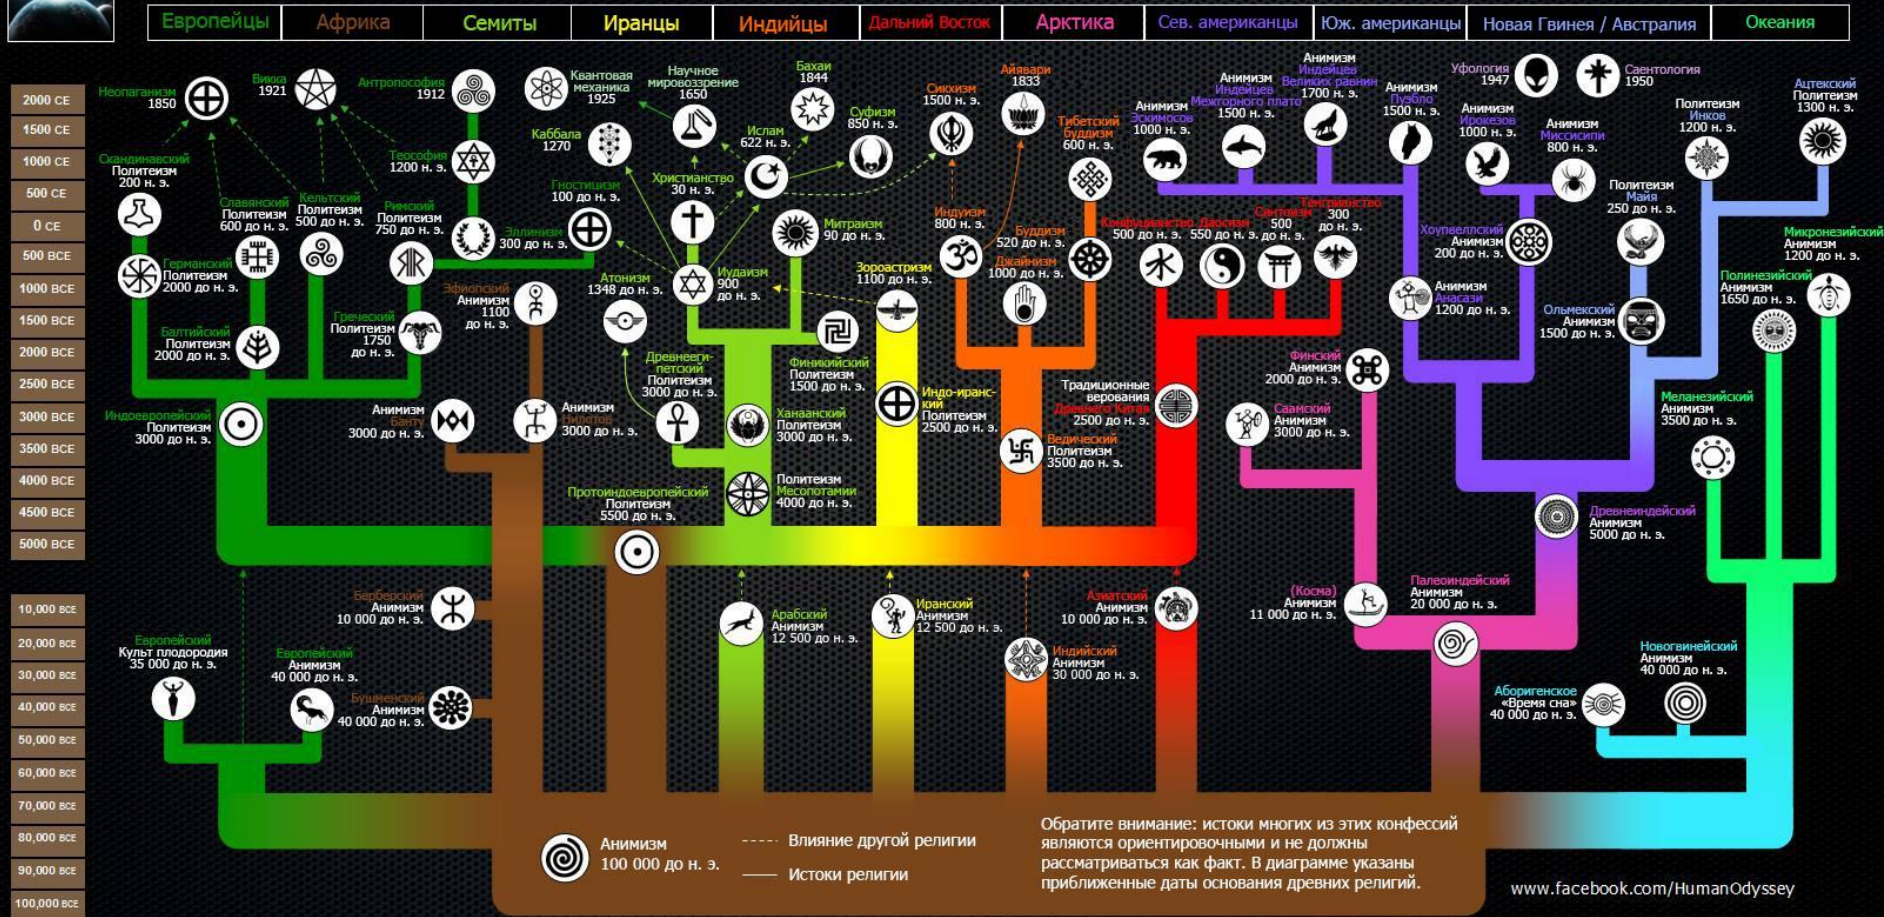 Европейцы
Африка
Семиты
Иранцы
Индийцы
Дальний Восток
Арктика
Сев. американцы
Юж. американцы
Новая Гвинея / Австралия
Океания
2000 CE
1500 CE
1000 CE
500 CE
0 CE
500 BCE
1000 BCE
1500 BCE
2000 BCE
2500 BCE
3000 BCE
3500 BCE
4000 BCE
4500 BCE
5000 BCE
10,000 BCE
20,000 BCE
30,000 BCE
40,000 BCE
50,000 BCE
60,000 BCE
70,000 BCE
80,000 BCE
90,000 BCE
100,000 BCE
Неопаганизм
1850
Викка
1921
Антропософия
1912
Квантовая
механика
1925
Научное
мировоззрение
1650
Бахаи
1844
Суфизм
850 н. э.
Сикхизм
1500 н. э.
Айявари
1833
Тибетский
буддизм
600 н. э.
Анимизм
Эскимосов
1000 н. э.
Анимизм
Индейцев
Межгорного плато
1500 н. э.
Анимизм
Индейцев
Великих равнин
1700 н. э.
Анимизм
Пуэбло
1500 н. э.
Уфология
1947
Саентология
1950
Анимизм
Ирокезов
1000 н. э.
Анимизм
Миссисипи
800 н. э.
Политеизм
Инков
1200 н. э.
Ацтекский
Политеизм
1300 н. э.
Скандинавский
Политеизм
200 н. э.
Славянский
Политеизм
600 до н. э.
Кельтский
Политеизм
500 до н. э.
Римский
Политеизм
750 до н. э.
Теософия
1200 н. э.
Каббала
1270
Гностицизм
100 до н. э.
Эллинизм
300 до н. э.
Христианство
30 н. э.
Ислам
622 н. э.
Митраизм
90 до н. э.
Индуизм
800 н. э.
Буддизм
520 до н. э.
Джайнизм
1000 до н. э.
Конфуцианство
500 до н. э.
Даосизм
550 до н. э.
Синтоизм
500
до н. э.
Тенгрианство
300
до н. э.
Хоупвеллский
Анимизм
200 до н. э.
Политеизм
Майя
250 до н. э.
Микронезийский
Анимизм
1200 до н. э.
Германский
Политеизм
2000 до н. э.
Балтийский
Политеизм
2000 до н. э.
Греческий
Политеизм
1750
до н. э.
Эфиопский
Анимизм
1100
до н. э.
Атонизм
1348 до н. э.
Иудаизм
900
до н. э.
Зороастризм
1100 до н. э.
Анимизм
Анасази
1200 до н. э.
Ольмекский
Анимизм
1500 до н. э.
Полинезийский
Анимизм
1650 до н. э.
Древнееги-
петский
Политеизм
3000 до н. э.
Финикийский
Политеизм
1500 до н. э.
Финский
Анимизм
2000 до н. э.
Индоевропейский
Политеизм
3000 до н. э.
Анимизм
Банту
3000 до н. э.
Анимизм
Нилотов
3000 до н. э.
Ханаанский
Политеизм
3000 до н. э.
Индо-иранс-
кий
Политеизм
2500 до н. э.
Традиционные
верования
Древнего Китая
2500 до н. э.
Саамский
Анимизм
3000 до н. э.
Меланезийский
Анимизм
3500 до н. э.
Ведический
Политеизм
3500 до н. э.
Политеизм
Месопотамии
4000 до н. э.
Протоиндоевропейский
Политеизм
5500 до н. э.
Древнеиндейский
Анимизм
5000 до н. э.
Берберский
Анимизм
10 000 до н. э.
Арабский
Анимизм
12 500 до н. э.
Иранский
Анимизм
12 500 до н. э.
Азиатский
Анимизм
10 000 до н. э.
(Косма)
Анимизм
11 000 до н. э.
Палеоиндейский
Анимизм
20 000 до н. э.
Европейский
Культ плодородия
35 000 до н. э.
Европейский
Анимизм
40 000 до н. э.
Бушменский
Анимизм
40 000 до н. э.
Индийский
Анимизм
30 000 до н. э.
Аборигенское
«Время сна»
40 000 до н. э.
Новогвинейский
Анимизм
40 000 до н. э.
Анимизм
100 000 до н. э.
Влияние другой религии
Истоки религии
Обратите внимание: истоки многих из этих конфессий
являются ориентировочными и не должны
рассматриваться как факт. В диаграмме указаны
приближенные даты основания древних религий.
www.facebook.com/HumanOdyssey